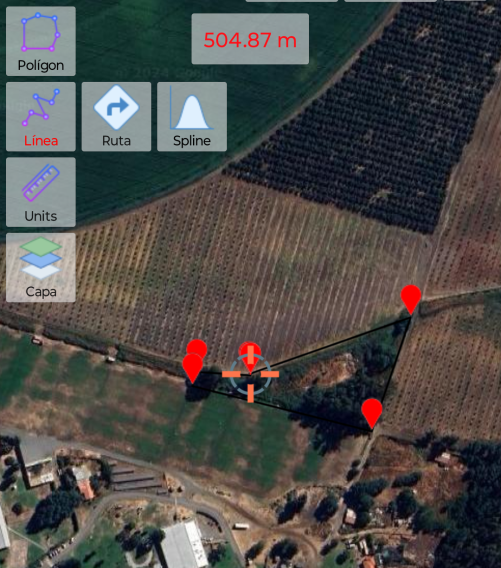 504.87 m
Polígon
Línea
Ruta
Spline
Units
Capa